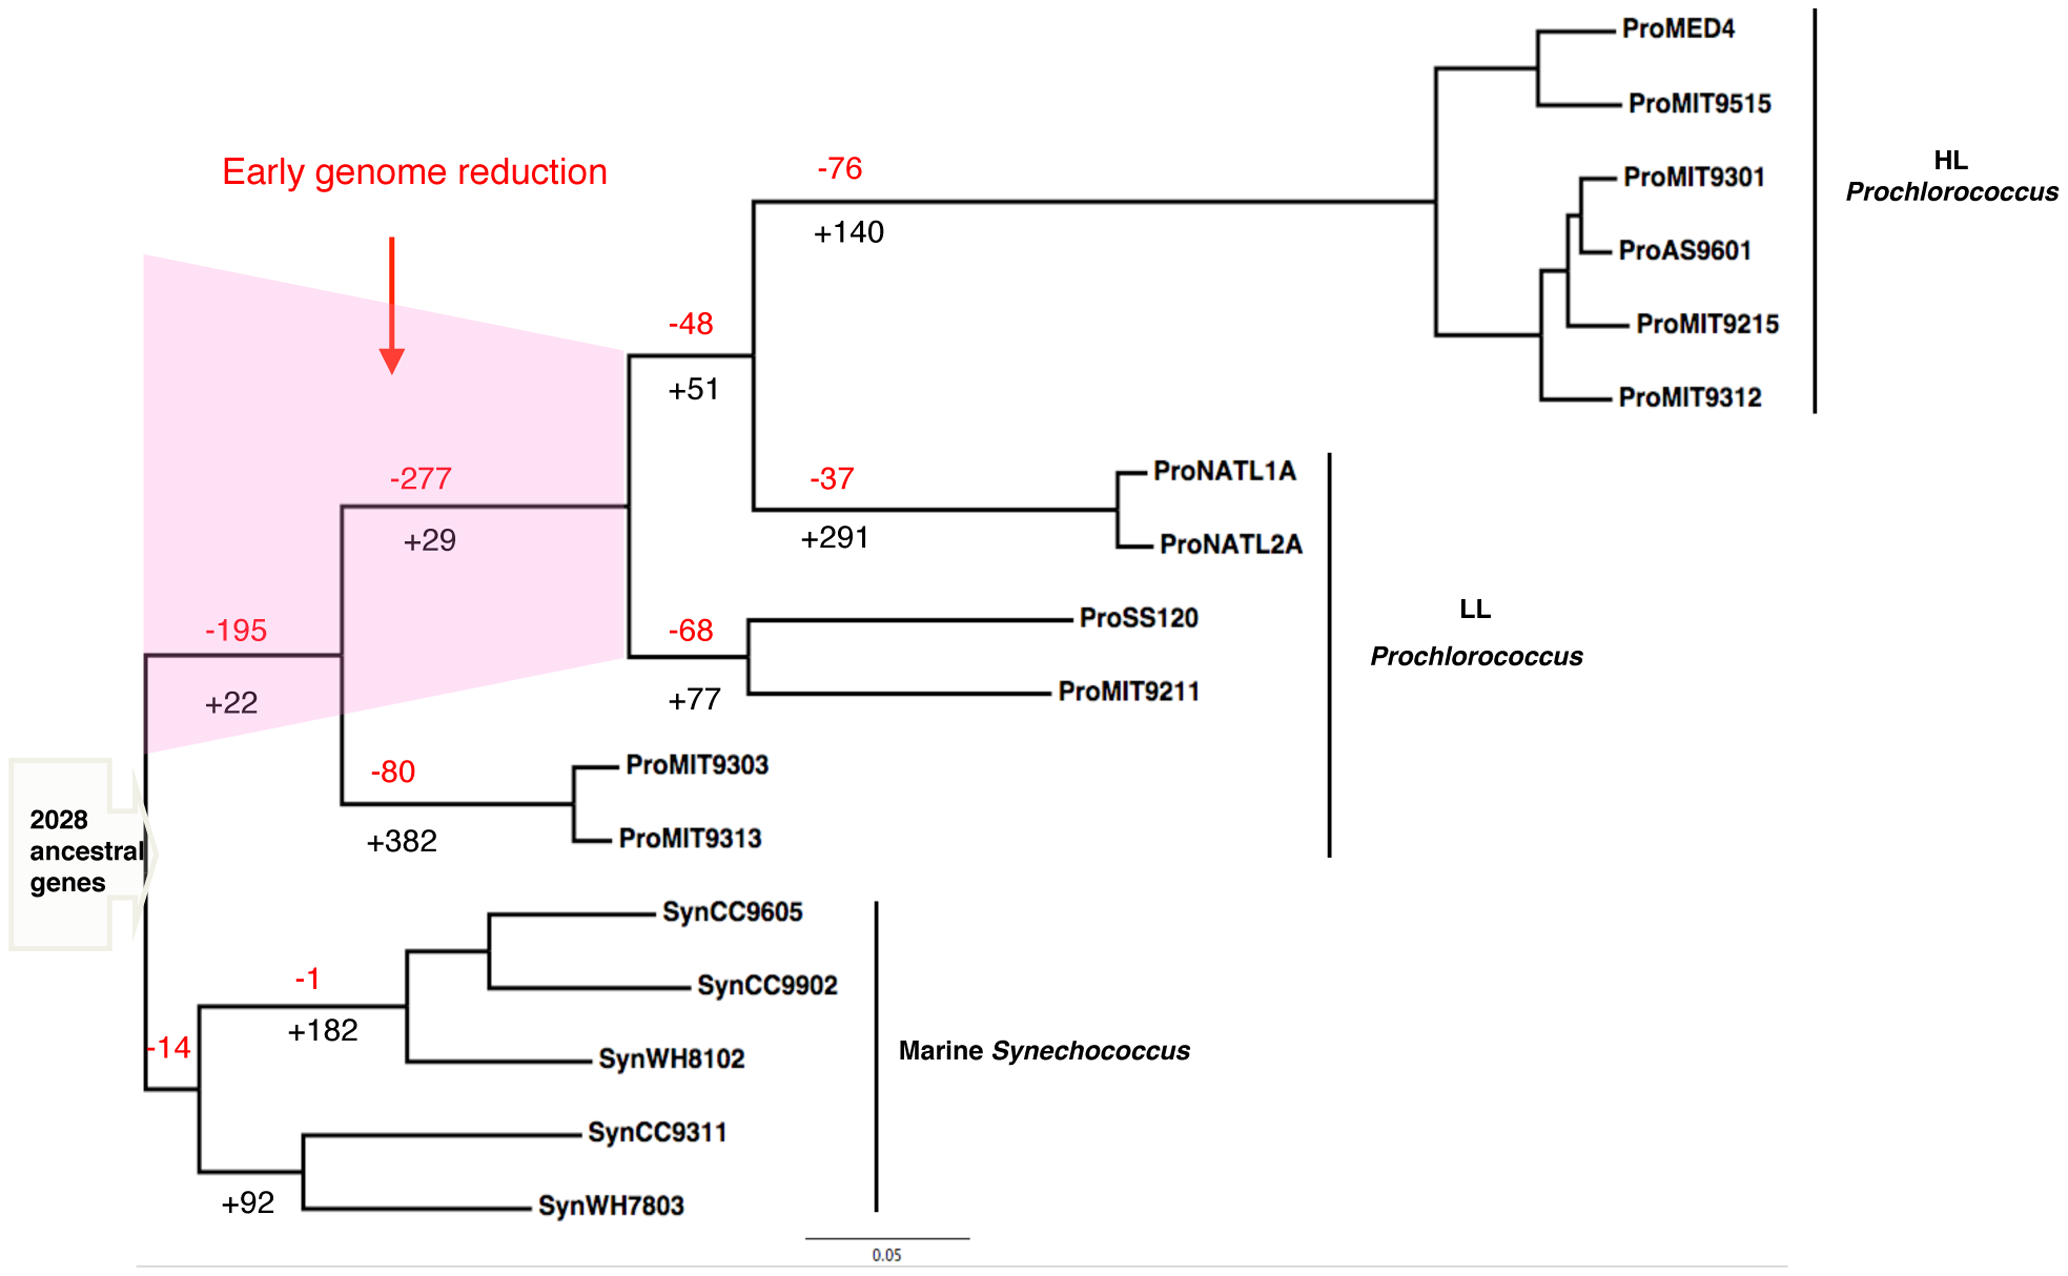 ProMED4
ProMIT9515
Early genome reduction
-76
ProMIT9301
HL
Prochlorococcus
+140
ProAS9601
-48
ProMIT9215
+51
ProMIT9312
-277
-37
ProNATL1A
+29
+291
ProNATL2A
-195
-68
ProSS120
LL
Prochlorococcus
+22
+77
ProMIT9211
-80
ProMIT9303
2028
ancestral
genes
+382
ProMIT9313
SynCC9605
-1
SynCC9902
+182
-14
SynWH8102
Marine Synechococcus
SynCC9311
+92
SynWH7803
0.05